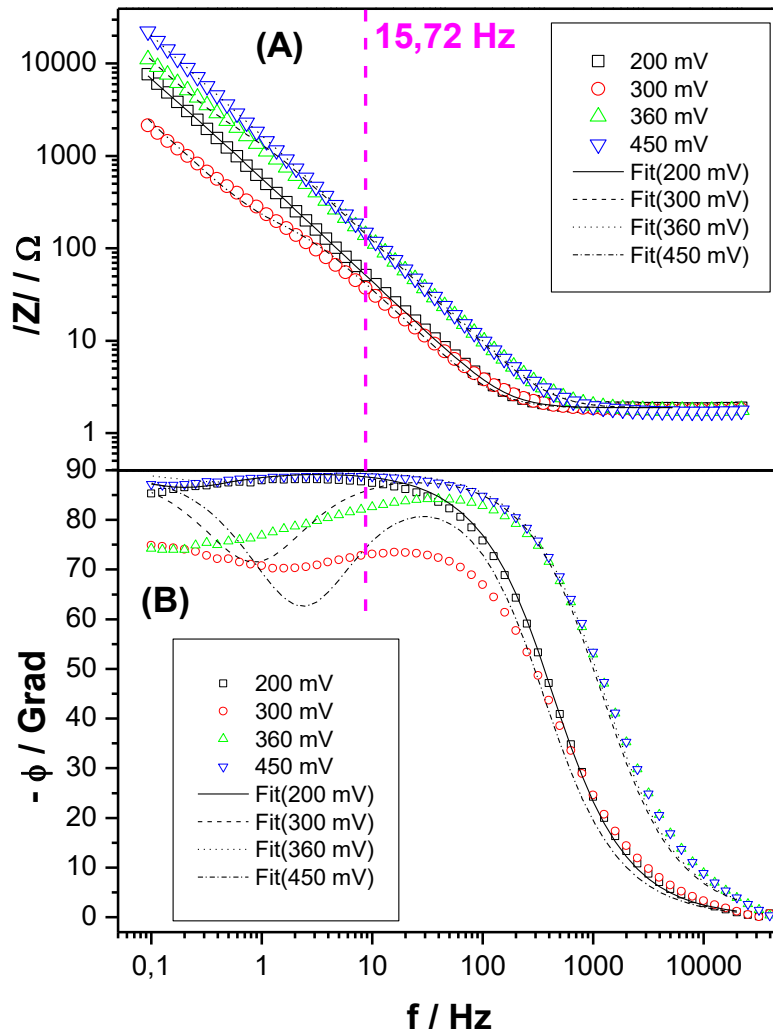 (A)
15,72 Hz
200 mV
300 mV
360 mV
450 mV
Fit(200 mV)
Fit(300 mV)
Fit(360 mV)
Fit(450 mV)
10000
1000
100
10
1
/Z/ / Ω
90
80
70
60
50
40
30
20
10
0
- ϕ / Grad
(B)
200 mV
300 mV
360 mV
450 mV
Fit(200 mV)
Fit(300 mV)
Fit(360 mV)
Fit(450 mV)
0,1 1 10 100 1000 10000
f / Hz